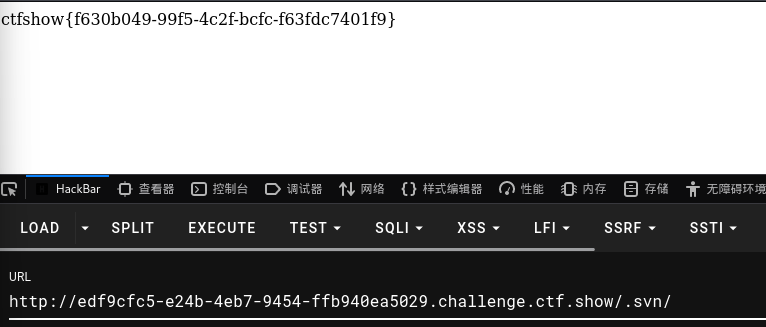 ctfshow{f630b049-99f5-4c2f-bcfc-f63fdc7401f9}
HackBar 查看器 控制台 调试器 网络 {} 样式编辑器 性能 内存 存储 无障碍环境
LOAD SPLIT EXECUTE TEST SQLI XSS LFI SSRF SSTI
URL
http://edf9cfc5-e24b-4eb7-9454-ffb940ea5029.challenge.ctf.show/.svn/